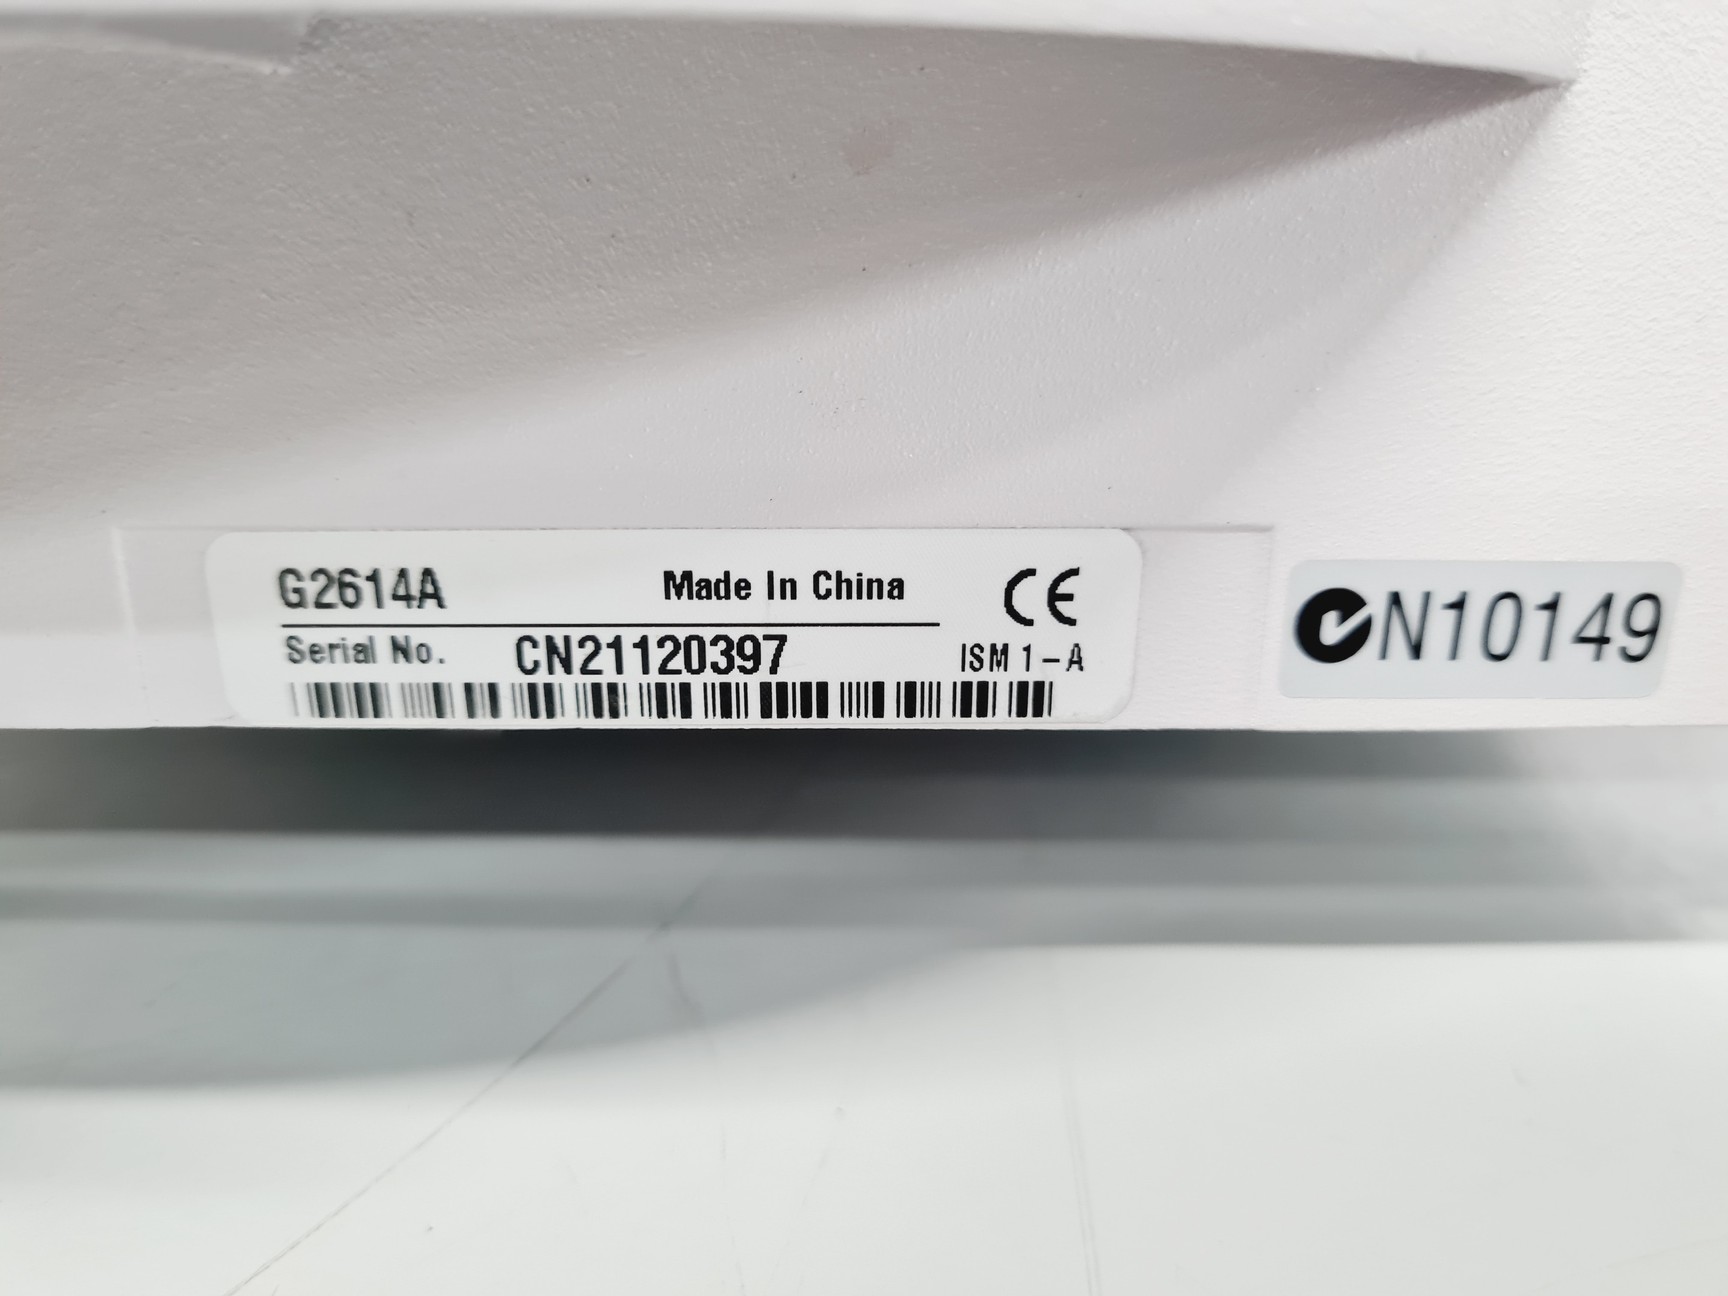 G2614A Made In China CE
Serial No. CN21120397 ISM 1-A
N10149